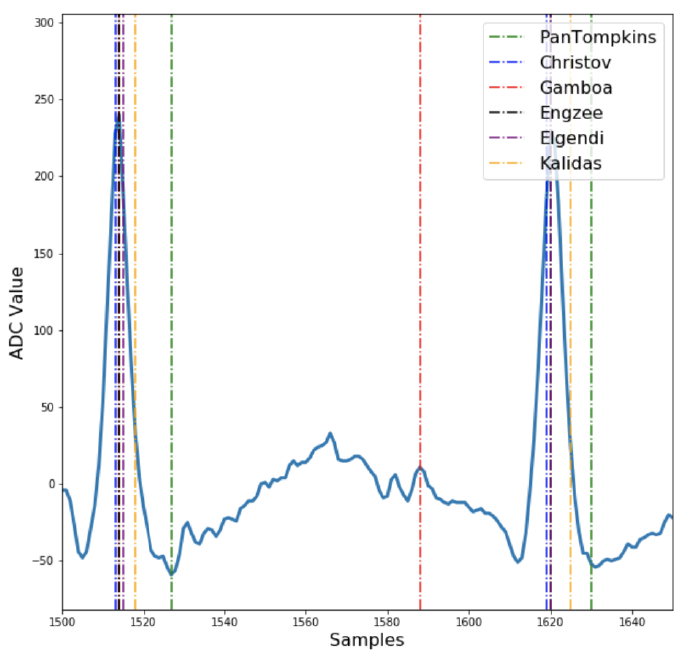 300
250
200
150
100
50
0
−50
ADC Value
PanTompkins
Christov
Gamboa
Engzee
Elgendi
Kalidas
1500 1520 1540 1560 1580 1600 1620 1640
Samples